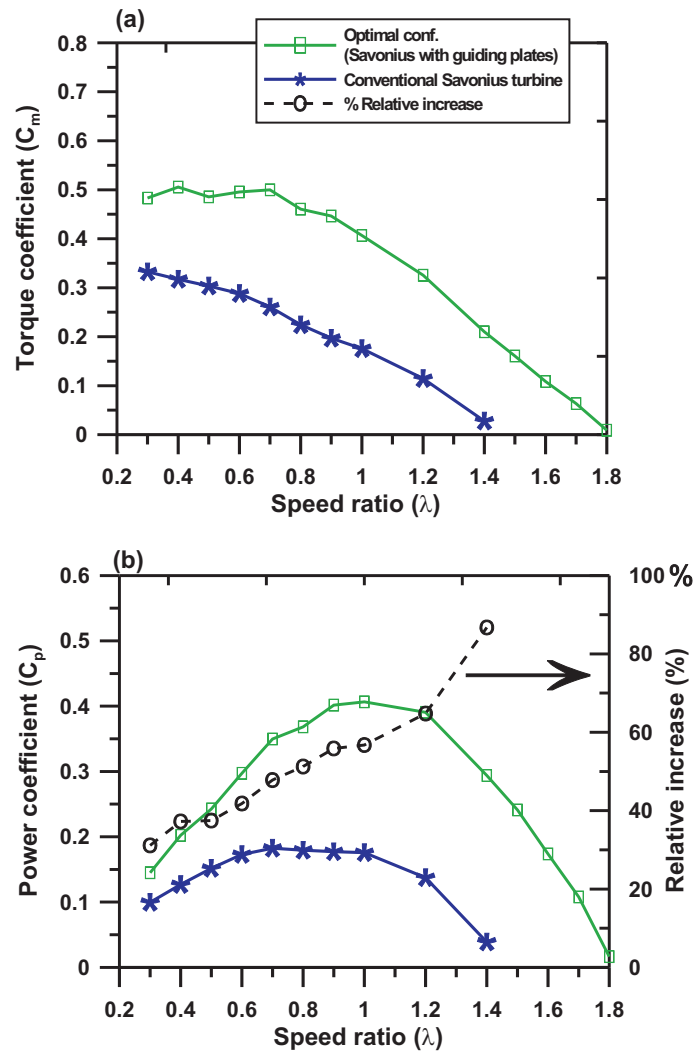 (a)
Optimal conf.
(Savonius with guiding plates)
Conventional Savonius turbine
% Relative increase
0.8
0.7
0.6
0.5
0.4
0.3
0.2
0.1
0
Torque coefficient (Cm)
0.2 0.4 0.6 0.8 1 1.2 1.4 1.6 1.8
Speed ratio (λ)
(b)
0.6
0.5
0.4
0.3
0.2
0.1
0
Power coefficient (Cp)
100 %
80
60
40
20
0
Relative increase (%)
0.2 0.4 0.6 0.8 1 1.2 1.4 1.6 1.8
Speed ratio (λ)